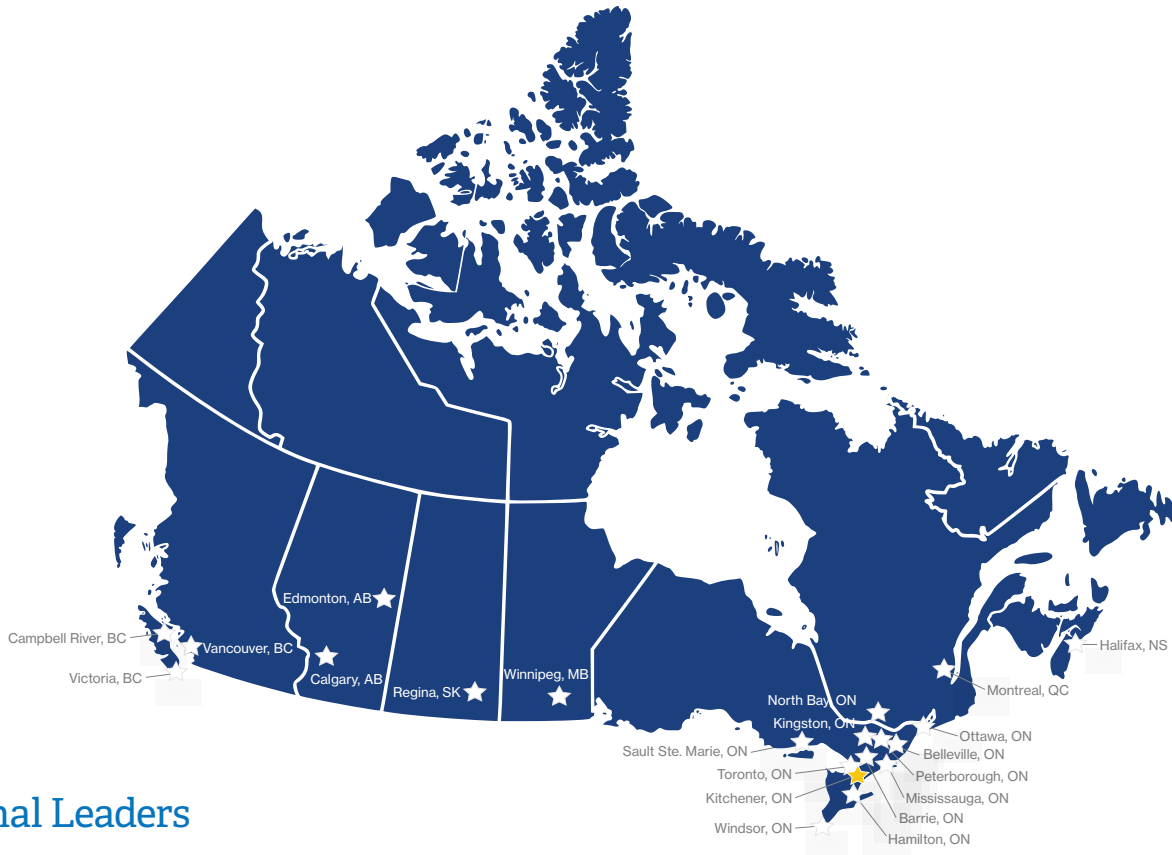 Edmonton, AB
Campbell River, BC
Vancouver, BC
Halifax, NS
Victoria, BC
Calgary, AB
Winnipeg, MB
Regina, SK
Montreal, QC
North Bay, ON
Kingston, ON
Ottawa, ON
Sault Ste. Marie, ON
Belleville, ON
Toronto, ON
Peterborough, ON
Kitchener, ON
Mississauga, ON
Barrie, ON
Windsor, ON
Hamilton, ON
nal Leaders